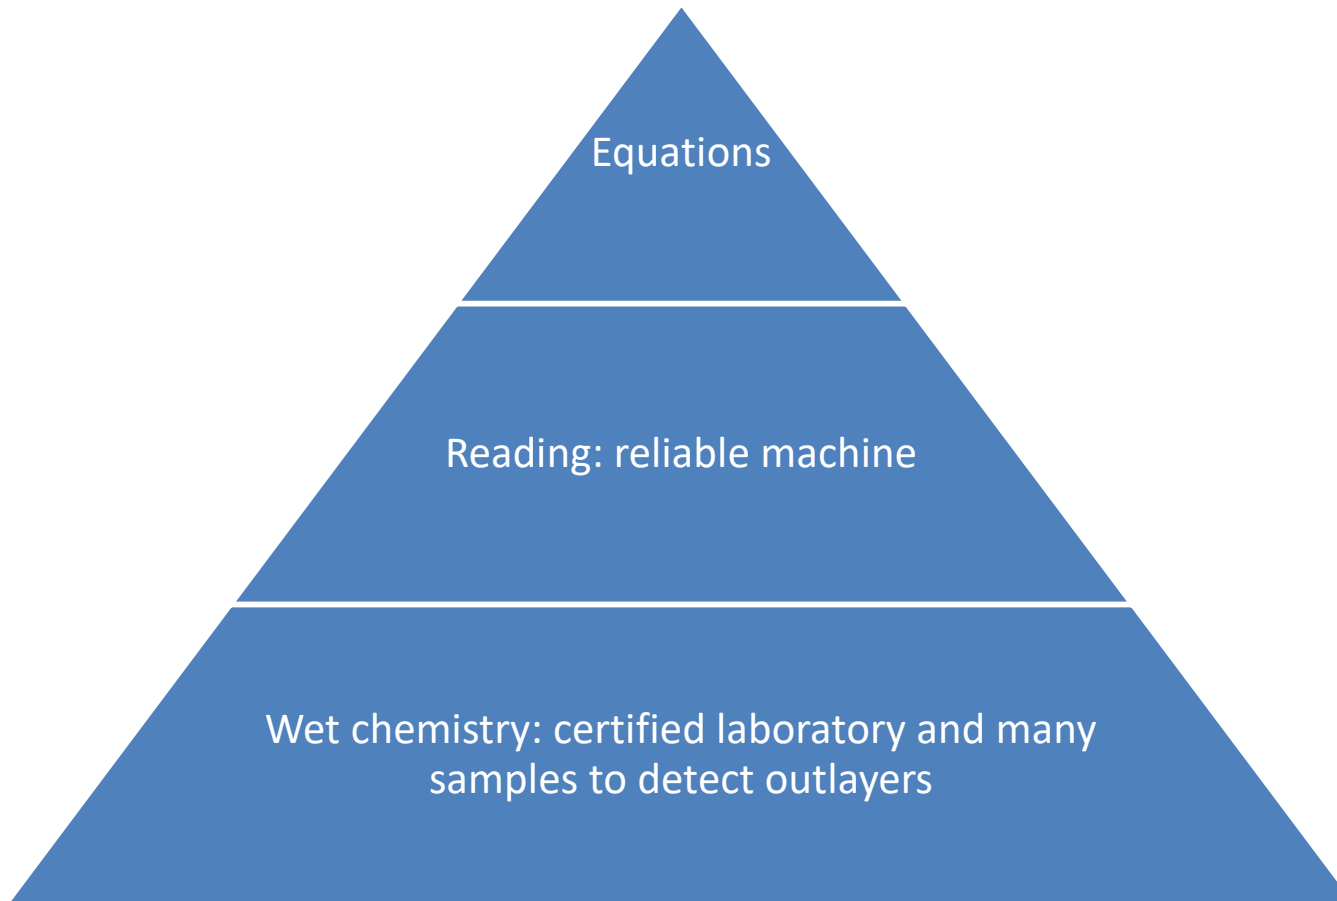 Equations
Reading: reliable machine
Wet chemistry: certified laboratory and many
samples to detect outlayers